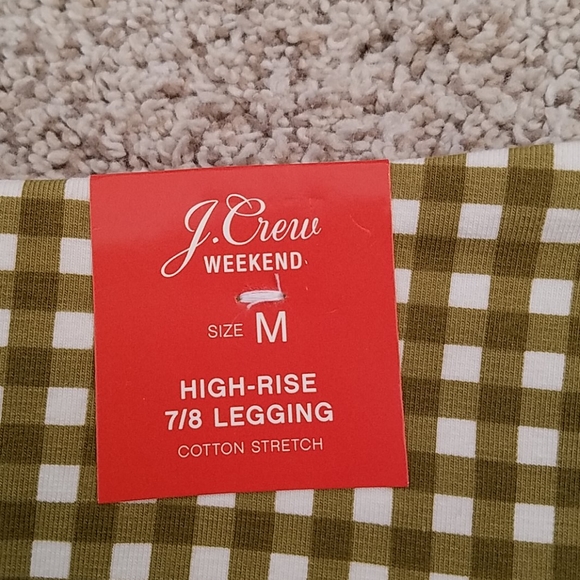 J.Crew
WEEKEND
SIZE M
HIGH-RISE
7/8 LEGGING
COTTON STRETCH